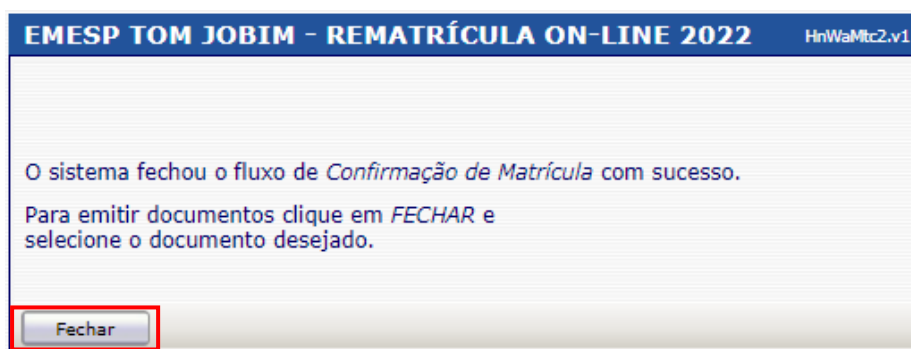 EMESP TOM JOBIM - REMATRÍCULA ON-LINE 2022 HnWaMtc2.v1
O sistema fechou o fluxo de Confirmação de Matrícula com sucesso.
Para emitir documentos clique em FECHAR e
selecione o documento desejado.
Fechar